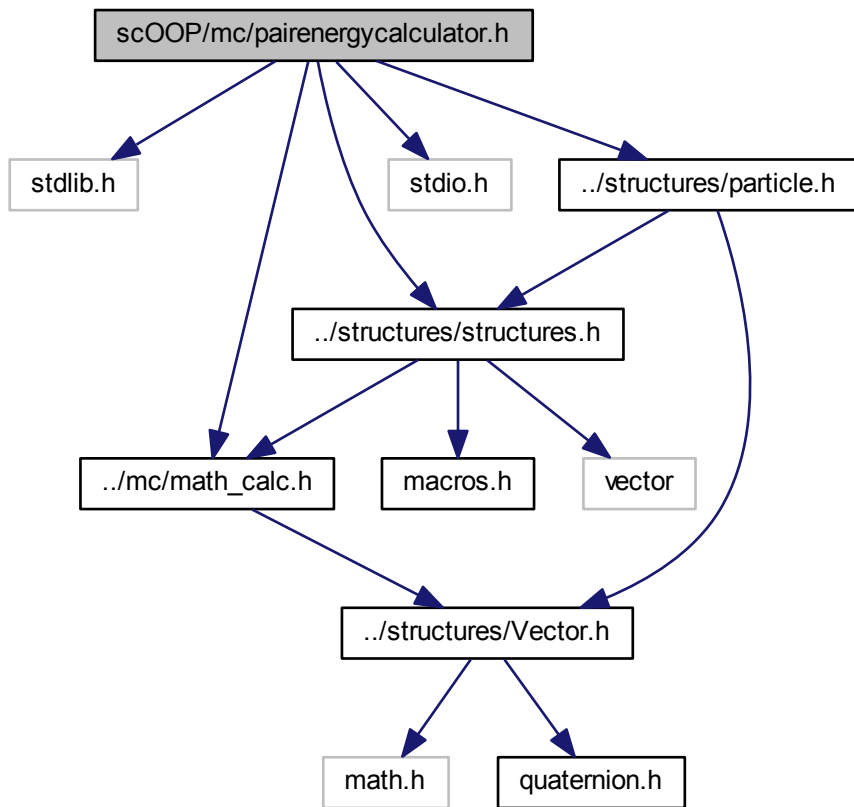 scOOP/mc/pairenergycalculator.h
stdlib.h
stdio.h
../structures/particle.h
../structures/structures.h
../mc/math_calc.h
macros.h
vector
../structures/Vector.h
math.h
quaternion.h